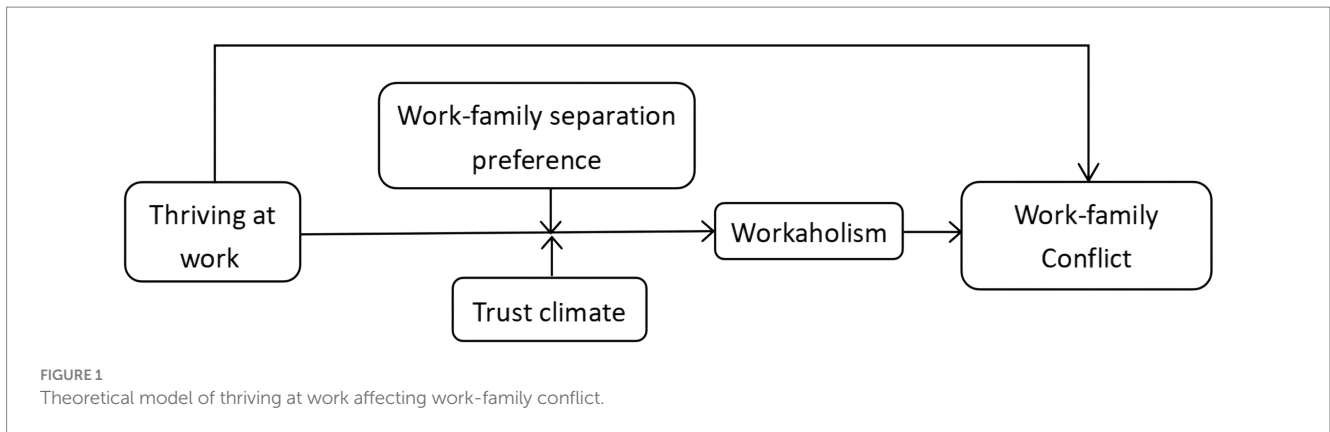 Work-family separation
preference
Thriving at
work
Workaholism
Work-family
Conflict
Trust climate
FIGURE 1
Theoretical model of thriving at work affecting work-family conflict.